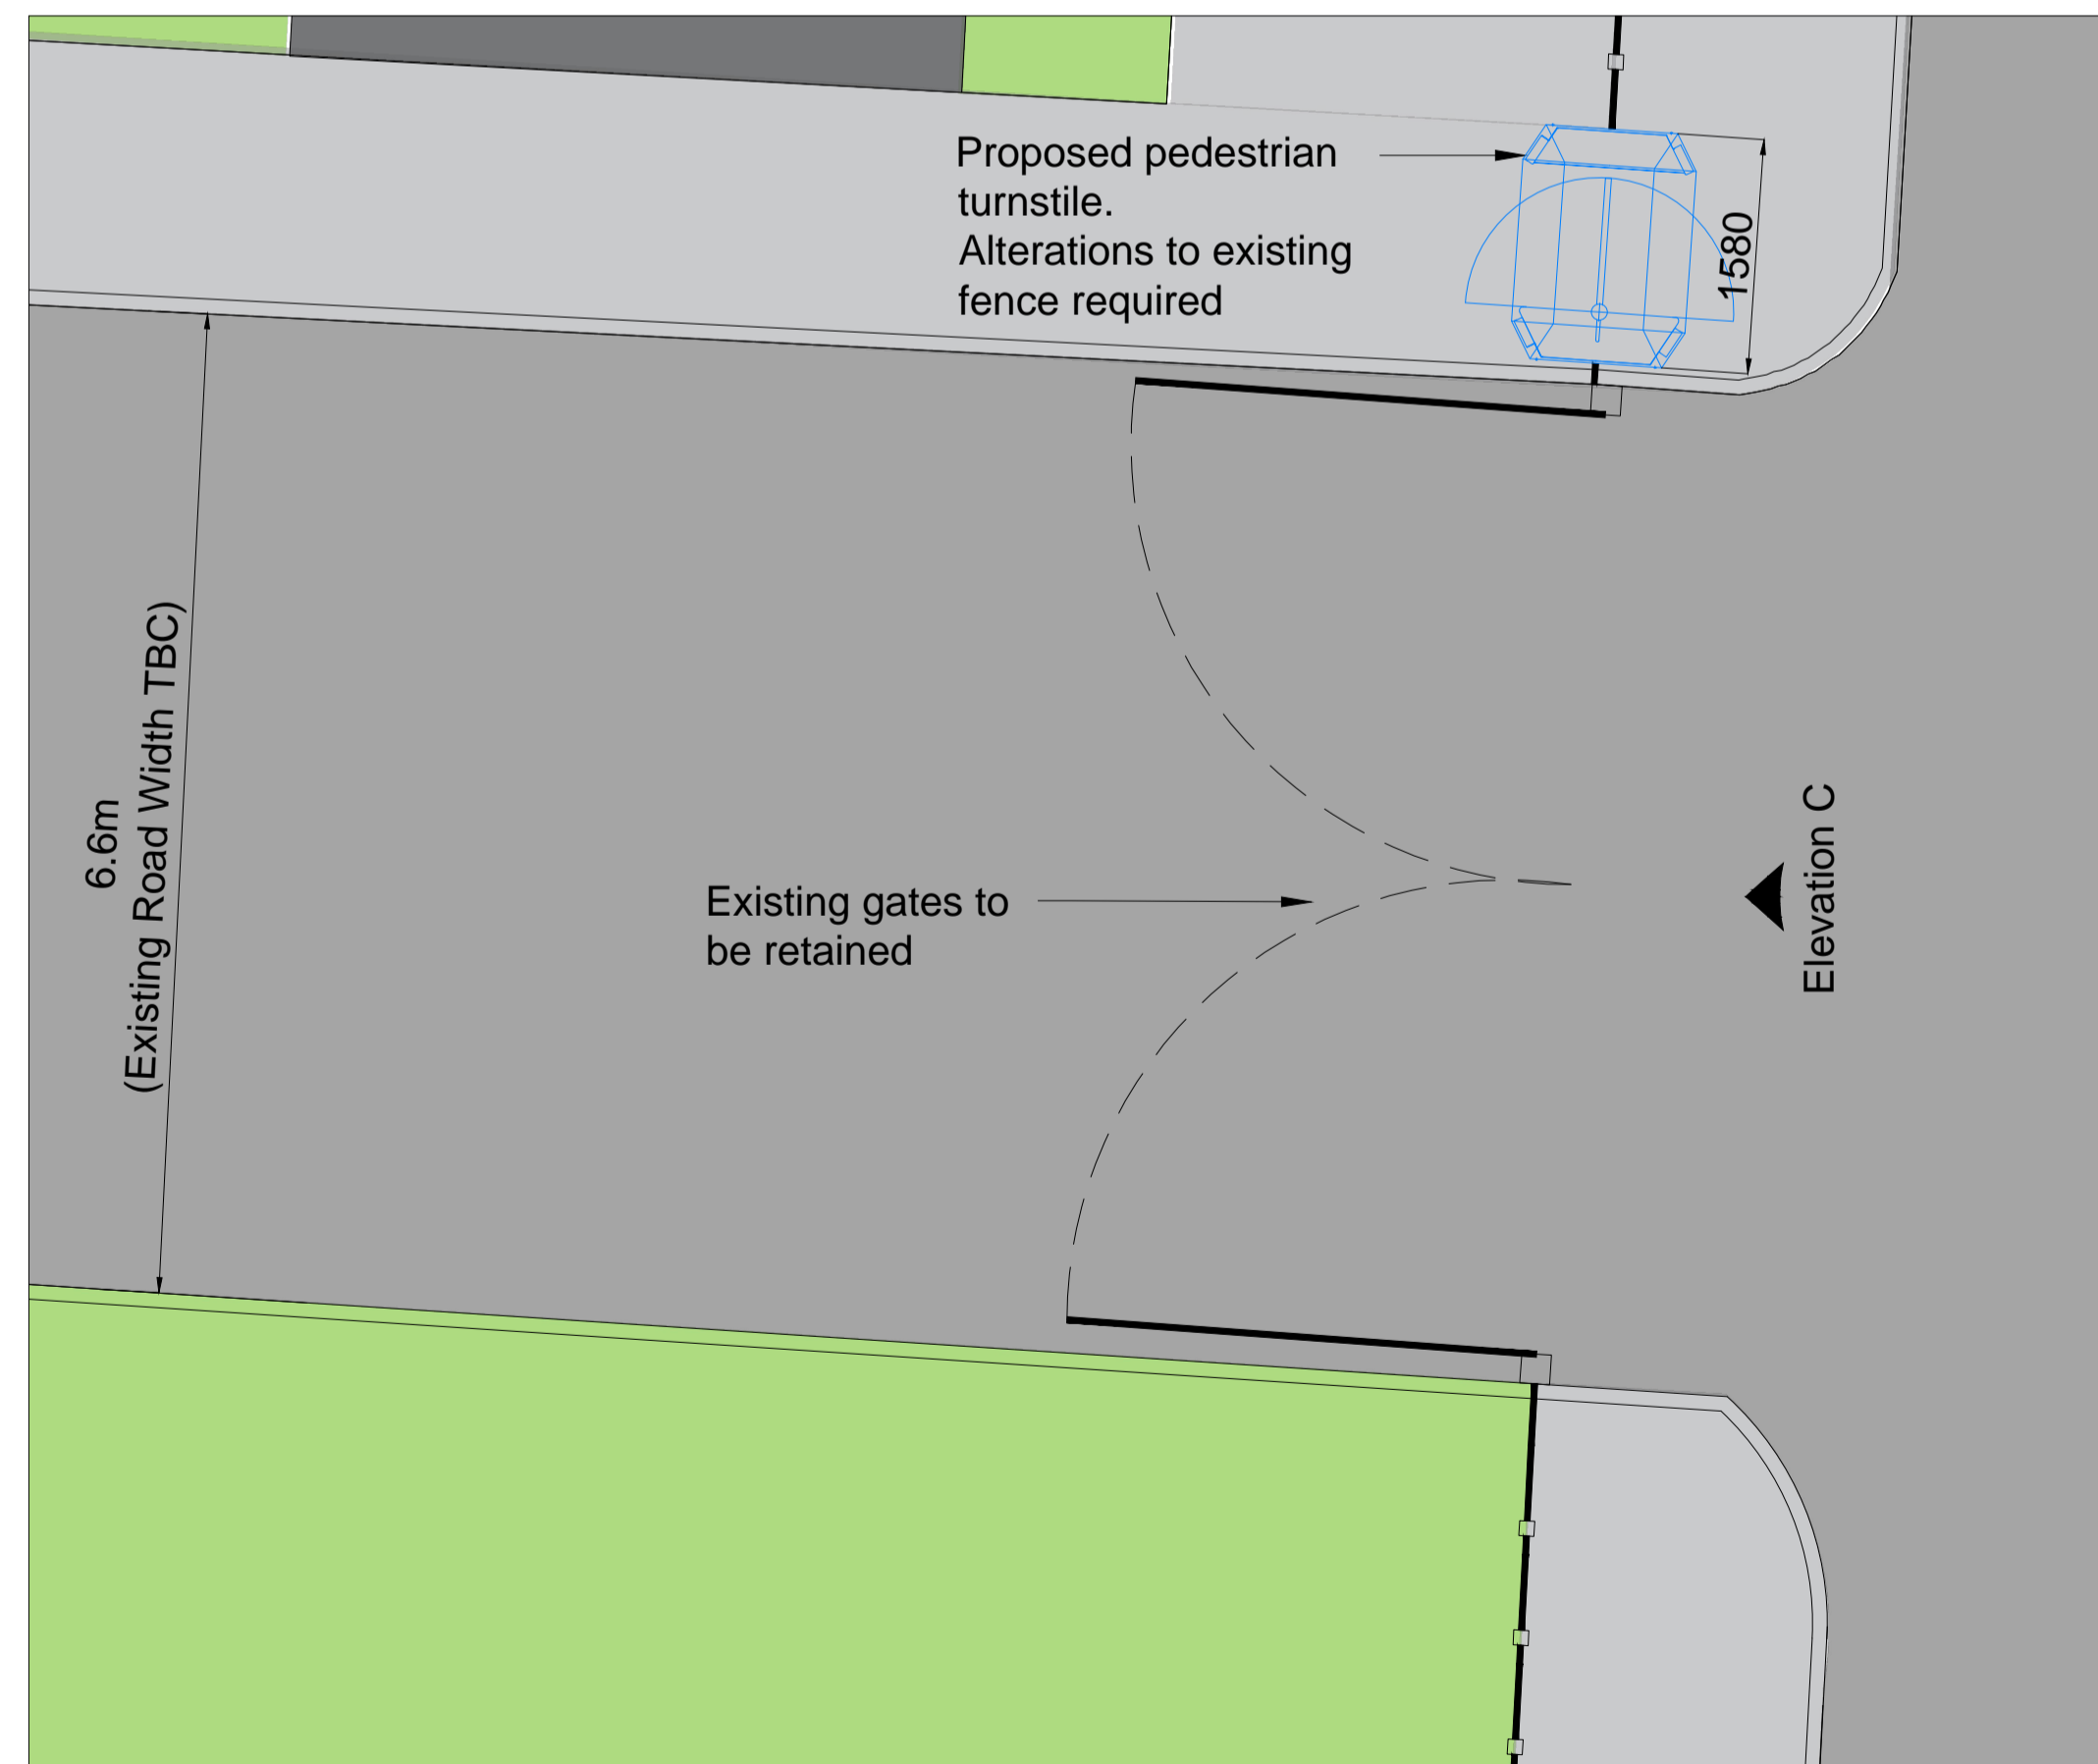 Proposed pedestrian
turnstile.
Alterations to existing
fence required
1580
6.6m
(Existing Road Width TBC)
Existing gates to
be retained
Elevation C